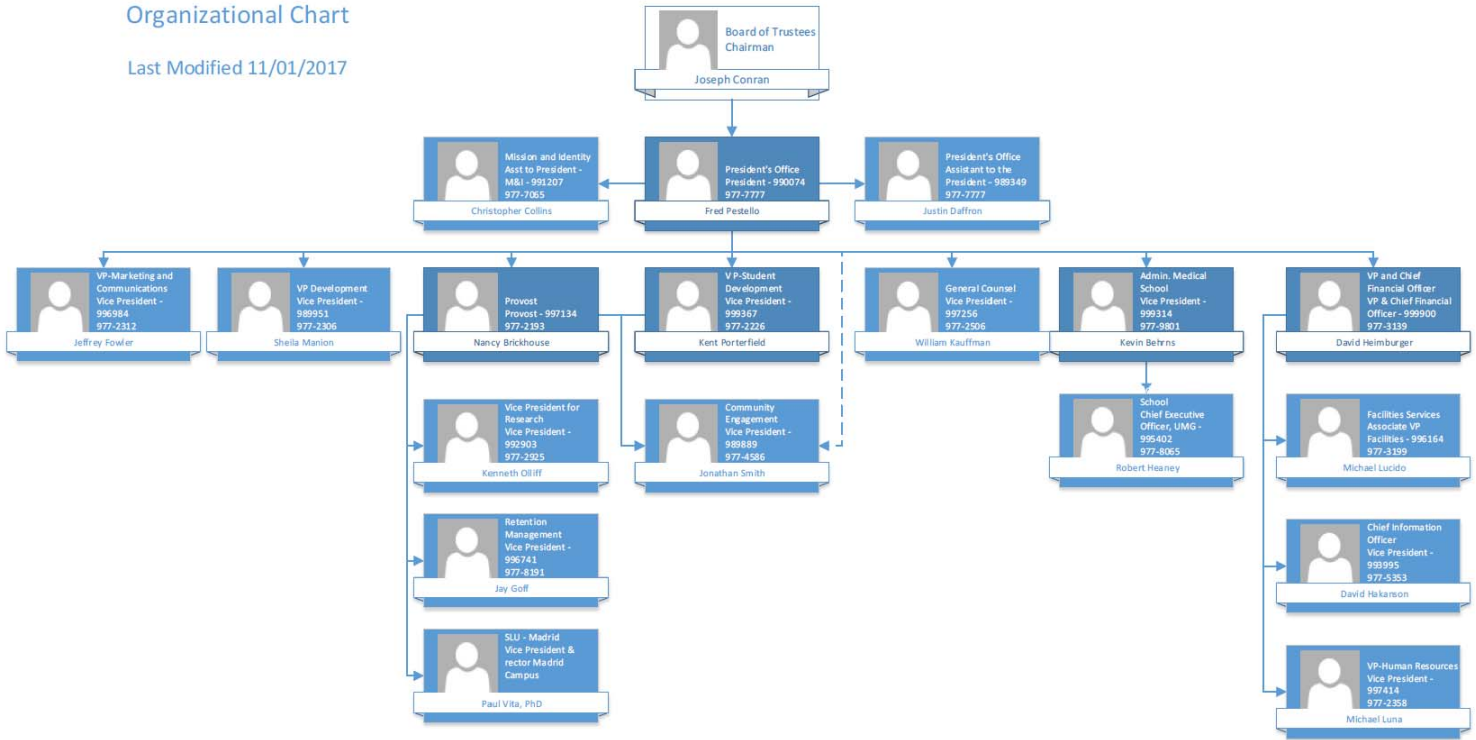 Organizational Chart
Last Modified 11/01/2017
Board of Trustees
Chairman
Joseph Conran
Mission and Identity
Asst to President -
M&I - 991207
977-7065
Christopher Collins
President's Office
President - 990074
977-7777
Fred Pestello
President's Office
Assistant to the
President - 989349
977-7777
Justin Daffron
VP-Marketing and
Communications
Vice President -
996984
977-2312
Jeffrey Fowler
VP Development
Vice President -
989951
977-2306
Sheila Manion
Provost
Provost - 997134
977-2193
Nancy Brickhouse
VP-Student
Development
Vice President -
999367
977-2226
Kent Porterfield
General Counsel
Vice President -
997256
977-2506
William Kauffman
Admin. Medical
School
Vice President -
999314
977-9801
Kevin Behrns
VP and Chief
Financial Officer
VP & Chief Financial
Officer - 999900
977-3139
David Heimburger
Vice President for
Research
Vice President -
992903
977-2925
Kenneth Olliff
Community
Engagement
Vice President -
989889
977-4586
Jonathan Smith
School
Chief Executive
Officer, UMG -
995402
977-8065
Robert Heaney
Facilities Services
Associate VP
Facilities - 996164
977-3199
Michael Lucido
Retention
Management
Vice President -
996741
977-8191
Jay Goff
Chief Information
Officer
Vice President -
993995
977-5353
David Hakanson
SLU - Madrid
Vice President &
rector Madrid
Campus
Paul Vita, PhD
VP-Human Resources
Vice President -
997414
977-2358
Michael Luna